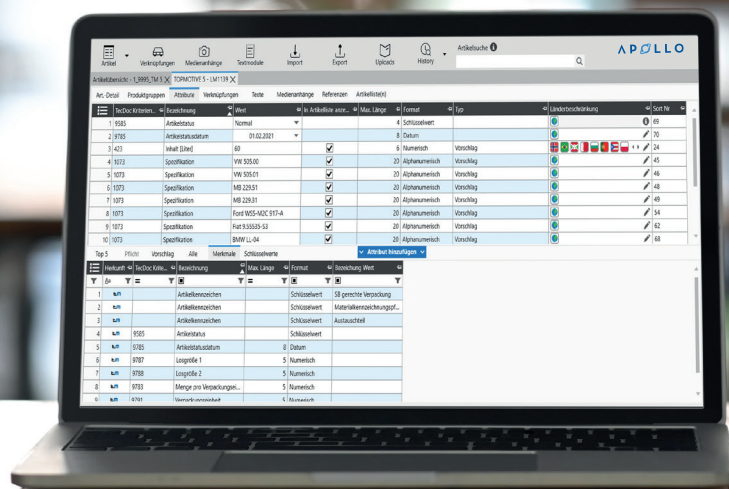 Artikel Verknüpfungen Medienanhänge Textmodule Import Export Uploads History Artikelsuche APOLLO
Artikelübersicht - 1_9995_TM 5 X TOPMOTIVE 5 - LM1139 X
Art.-Detail Produktgruppen Attribute Verknüpfungen Texte Medienanhänge Referenzen Artikelliste(n)
TecDoc Kriterien... Bezeichnung Wert In Artikelliste anze... Max. Länge Format Typ Länderbeschränkung Sort Nr
1 9585 Artikelstatus Normal 4 Schlüsselwert 69
2 9785 Artikelstatusdatum 01.02.2021 8 Datum 70
3 423 Inhalt [Liter] 60 6 Numerisch Vorschlag 24
4 1073 Spezifikation VW 505.00 20 Alphanumerisch Vorschlag 45
5 1073 Spezifikation VW 505.01 20 Alphanumerisch Vorschlag 46
6 1073 Spezifikation MB 229.51 20 Alphanumerisch Vorschlag 48
7 1073 Spezifikation MB 229.31 20 Alphanumerisch Vorschlag 49
8 1073 Spezifikation Ford WSS-M2C 917-A 20 Alphanumerisch Vorschlag 54
9 1073 Spezifikation Fiat 9.55535-S3 20 Alphanumerisch Vorschlag 62
10 1073 Spezifikation BMW LL-04 20 Alphanumerisch Vorschlag 68
Top 5 Pflicht Vorschlag Alle Merkmale Schlüsselwerte Attribut hinzufügen
Herkunft TecDoc Krite... Bezeichnung Max. Länge Format Bezeichung Wert
1 Artikelkennzeichen Schlüsselwert SB gerechte Verpackung
2 Artikelkennzeichen Schlüsselwert Materialkennzeichnungspf...
3 Artikelkennzeichen Schlüsselwert Austauschteil
4 9585 Artikelstatus Schlüsselwert
5 9785 Artikelstatusdatum 8 Datum
6 9787 Losgröße 1 5 Numerisch
7 9788 Losgröße 2 5 Numerisch
8 9783 Menge pro Verpackungsei... 5 Numerisch
9 9791 Verpackungseinheit 5 Numerisch